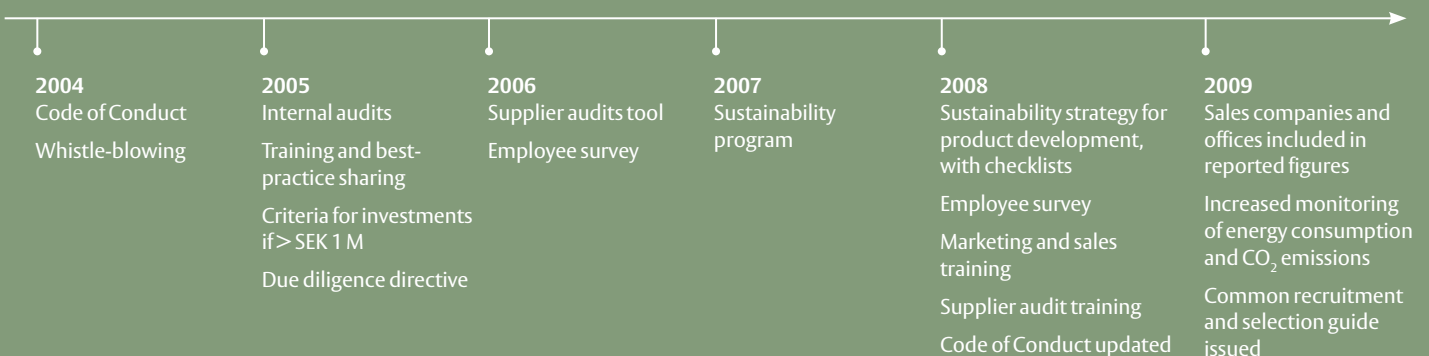 2004
Code of Conduct
Whistle-blowing
2005
Internal audits
Training and best-
practice sharing
Criteria for investments
if > SEK 1 M
Due diligence directive
2006
Supplier audits tool
Employee survey
2007
Sustainability
program
2008
Sustainability strategy for
product development,
with checklists
Employee survey
Marketing and sales
training
Supplier audit training
Code of Conduct updated
2009
Sales companies and
offices included in
reported figures
Increased monitoring
of energy consumption
and CO₂ emissions
Common recruitment
and selection guide
issued